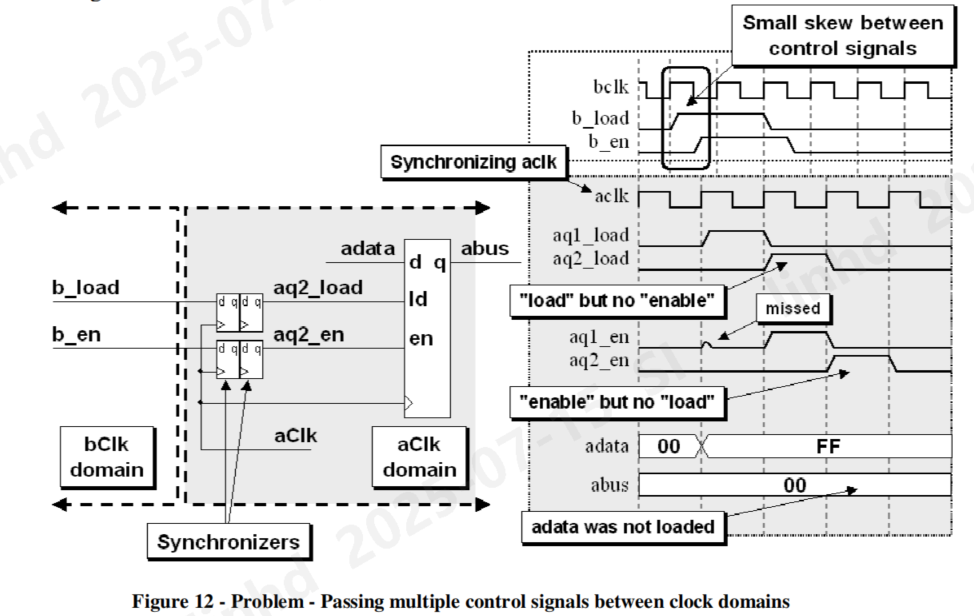 Small skew between
control signals
bclk
b_load
b_en
Synchronizing aclk
aclk
aq1_load
aq2_load
"load" but no "enable"
missed
aq1_en
aq2_en
"enable" but no "load"
adata 00 FF
abus 00
adata was not loaded
adata d q abus
b_load d q d q aq2_load ld
b_en d q d q aq2_en en
aClk
bClk
domain
aClk
domain
Synchronizers
Figure 12 - Problem - Passing multiple control signals between clock domains